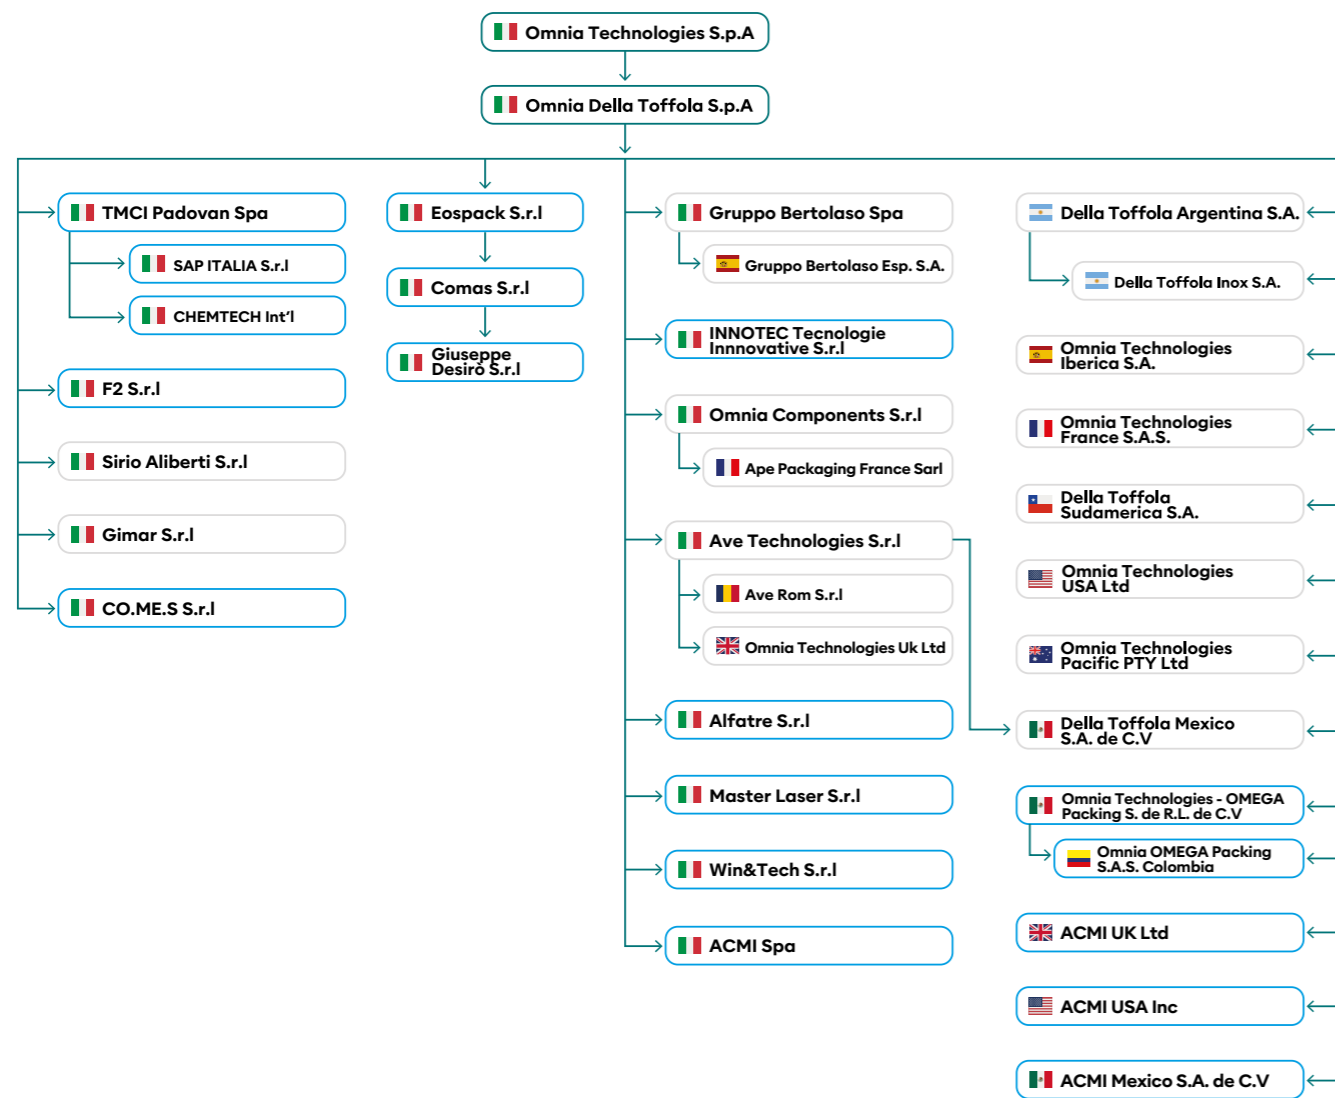 Omnia Technologies S.p.A
Omnia Della Toffola S.p.A
TMCI Padovan Spa
SAP ITALIA S.r.l
CHEMTECH Int'l
F2 S.r.l
Sirio Aliberti S.r.l
Gimar S.r.l
CO.ME.S S.r.l
Eospack S.r.l
Comas S.r.l
Giuseppe
Desirò S.r.l
Gruppo Bertolaso Spa
Gruppo Bertolaso Esp. S.A.
INNOTEC Tecnologie
Innnovative S.r.l
Omnia Components S.r.l
Ape Packaging France Sarl
Ave Technologies S.r.l
Ave Rom S.r.l
Omnia Technologies Uk Ltd
Alfatre S.r.l
Master Laser S.r.l
Win&Tech S.r.l
ACMI Spa
Della Toffola Argentina S.A.
Della Toffola Inox S.A.
Omnia Technologies
Iberica S.A.
Omnia Technologies
France S.A.S.
Della Toffola
Sudamerica S.A.
Omnia Technologies
USA Ltd
Omnia Technologies
Pacific PTY Ltd
Della Toffola Mexico
S.A. de C.V
Omnia Technologies - OMEGA
Packing S. de R.L. de C.V
Omnia OMEGA Packing
S.A.S. Colombia
ACMI UK Ltd
ACMI USA Inc
ACMI Mexico S.A. de C.V